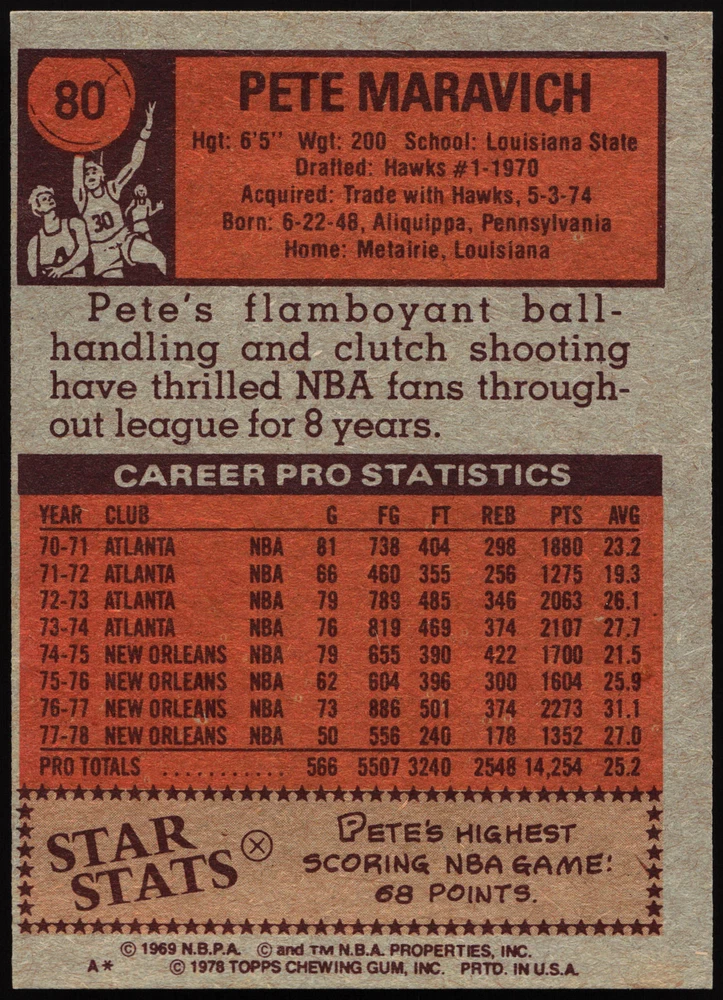 80
PETE MARAVICH
Hgt: 6'5'' Wgt: 200 School: Louisiana State
Drafted: Hawks #1-1970
Acquired: Trade with Hawks, 5-3-74
Born: 6-22-48, Aliquippa, Pennsylvania
Home: Metairie, Louisiana
30
Pete's flamboyant ball-
handling and clutch shooting
have thrilled NBA fans through-
out league for 8 years.
CAREER PRO STATISTICS
YEAR CLUB G FG FT REB PTS AVG
70-71 ATLANTA NBA 81 738 404 298 1880 23.2
71-72 ATLANTA NBA 66 460 355 256 1275 19.3
72-73 ATLANTA NBA 79 789 485 346 2063 26.1
73-74 ATLANTA NBA 76 819 469 374 2107 27.7
74-75 NEW ORLEANS NBA 79 655 390 422 1700 21.5
75-76 NEW ORLEANS NBA 62 604 396 300 1604 25.9
76-77 NEW ORLEANS NBA 73 886 501 374 2273 31.1
77-78 NEW ORLEANS NBA 50 556 240 178 1352 27.0
PRO TOTALS ........... 566 5507 3240 2548 14,254 25.2
STAR
STATS
PETE'S HIGHEST
SCORING NBA GAME:
68 POINTS.
© 1969 N.B.P.A. © and TM N.B.A. PROPERTIES, INC.
A* © 1978 TOPPS CHEWING GUM, INC. PRTD. IN U.S.A.